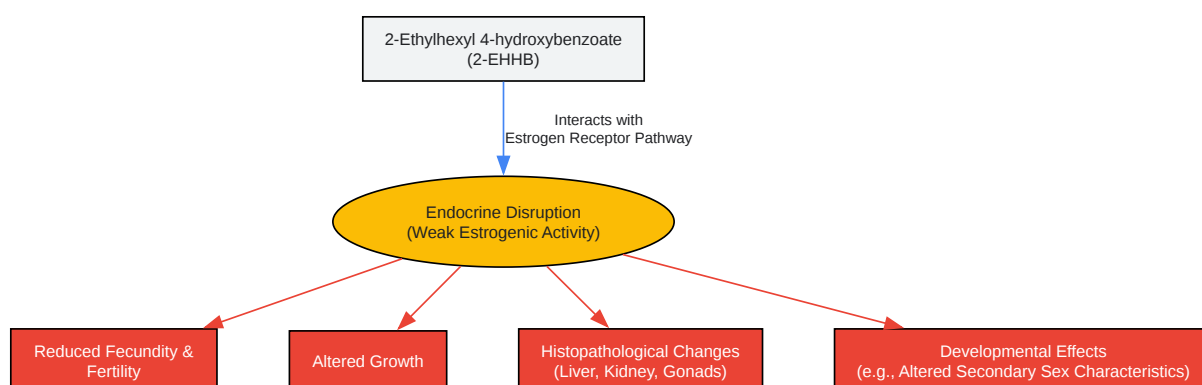 2-Ethylhexyl 4-hydroxybenzoate
(2-EHHB)
Interacts with
Estrogen Receptor Pathway
Endocrine Disruption
(Weak Estrogenic Activity)
Reduced Fecundity &
Fertility
Altered Growth
Histopathological Changes
(Liver, Kidney, Gonads)
Developmental Effects
(e.g., Altered Secondary Sex Characteristics)